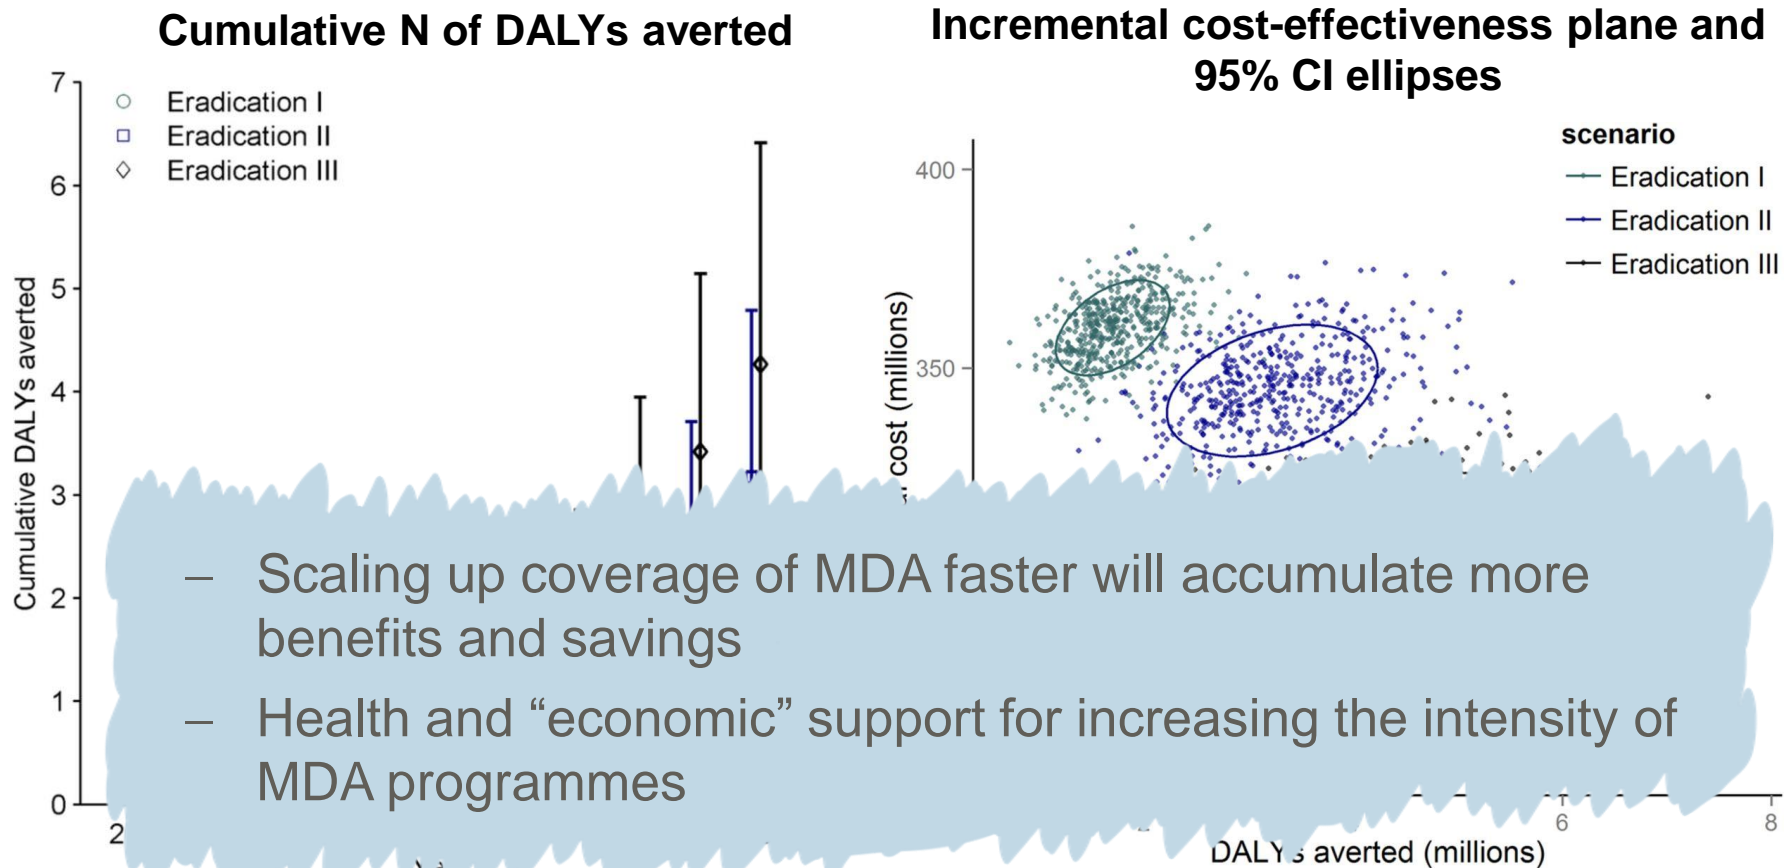 Cumulative N of DALYs averted
7
6
5
4
3
2
1
0
Cumulative DALYs averted
○ Eradication I
□ Eradication II
◇ Eradication III
2
Incremental cost-effectiveness plane and
95% CI ellipses
400
350
cost (millions)
scenario
Eradication I
Eradication II
Eradication III
6
8
DALYs averted (millions)
– Scaling up coverage of MDA faster will accumulate more
benefits and savings
– Health and “economic” support for increasing the intensity of
MDA programmes